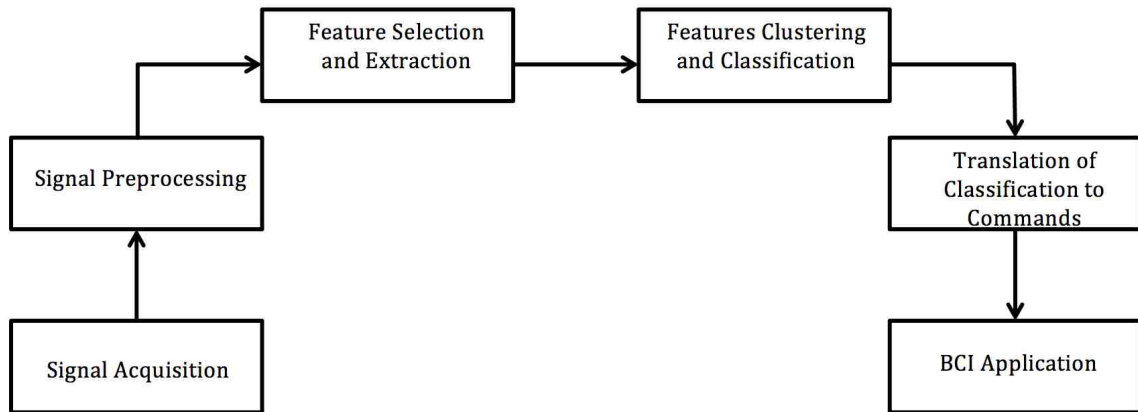 Feature Selection
and Extraction
Features Clustering
and Classification
Signal Preprocessing
Translation of
Classification to
Commands
Signal Acquisition
BCI Application